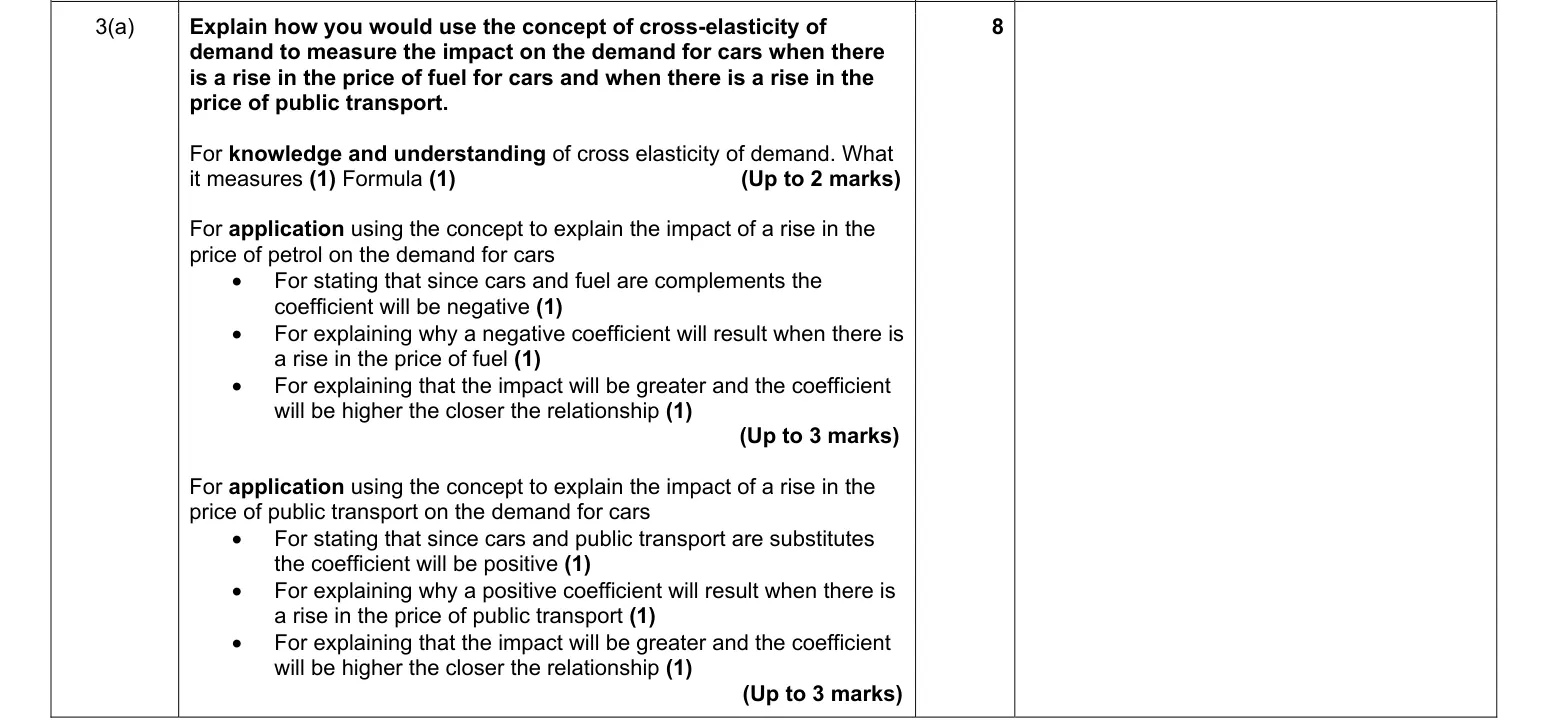 3(a) Explain how you would use the concept of cross-elasticity of 8
demand to measure the impact on the demand for cars when there
is a rise in the price of fuel for cars and when there is a rise in the
price of public transport.
For knowledge and understanding of cross elasticity of demand. What
it measures (1) Formula (1) (Up to 2 marks)
For application using the concept to explain the impact of a rise in the
price of petrol on the demand for cars
• For stating that since cars and fuel are complements the
coefficient will be negative (1)
• For explaining why a negative coefficient will result when there is
a rise in the price of fuel (1)
• For explaining that the impact will be greater and the coefficient
will be higher the closer the relationship (1)
(Up to 3 marks)
For application using the concept to explain the impact of a rise in the
price of public transport on the demand for cars
• For stating that since cars and public transport are substitutes
the coefficient will be positive (1)
• For explaining why a positive coefficient will result when there is
a rise in the price of public transport (1)
• For explaining that the impact will be greater and the coefficient
will be higher the closer the relationship (1)
(Up to 3 marks)